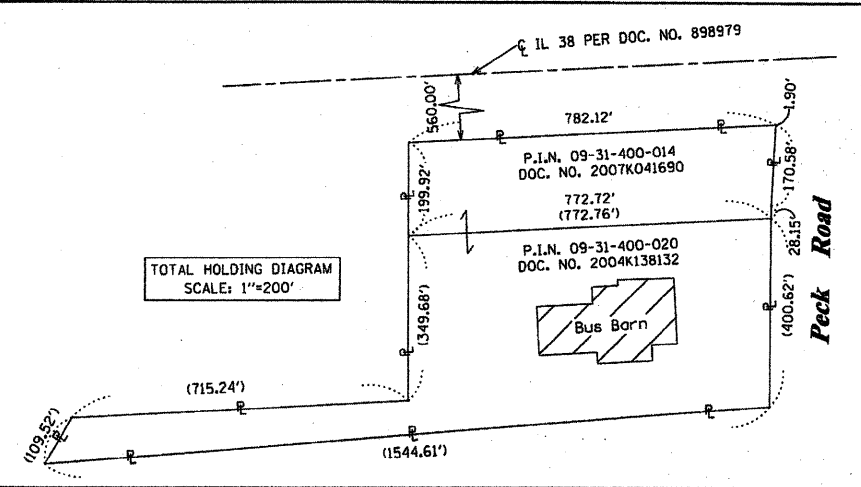 ℄ IL 38 PER DOC. NO. 898979
560.00'
782.12'
1.90'
P.I.N. 09-31-400-014
DOC. NO. 2007K041690
199.92'
170.58'
772.72'
(772.76')
28.15'
P.I.N. 09-31-400-020
DOC. NO. 2004K138132
TOTAL HOLDING DIAGRAM
SCALE: 1"=200'
(349.68')
Bus Barn
(400.62')
Peck Road
(715.24')
(109.52')
(1544.61')